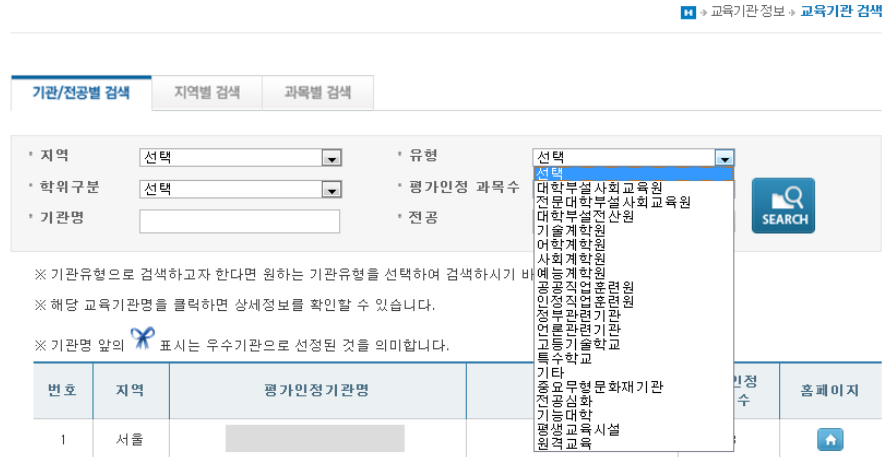 H → 교육기관 정보 → 교육기관 검색
기관/전공별 검색 지역별 검색 과목별 검색
지역 선택 유형 선택
학위구분 선택 평가인정 과목수
기관명 전공
SEARCH
선택
대학부설사회교육원
전문대학부설사회교육원
대학부설전산원
기술계학원
어학계학원
사회계학원
예능계학원
공공직업훈련원
인정직업훈련원
정부관련기관
언론관련기관
고등기술학교
특수학교
기타
중요무형문화재기관
전공심화
기능대학
평생교육시설
원격교육
※ 기관유형으로 검색하고자 한다면 원하는 기관유형을 선택하여 검색하시기 바
※ 해당 교육기관명을 클릭하면 상세정보를 확인할 수 있습니다.
※ 기관명 앞의 표시는 우수기관으로 선정된 것을 의미합니다.
번호 지역 평가인정기관명 인정 수 홈페이지
1 서울